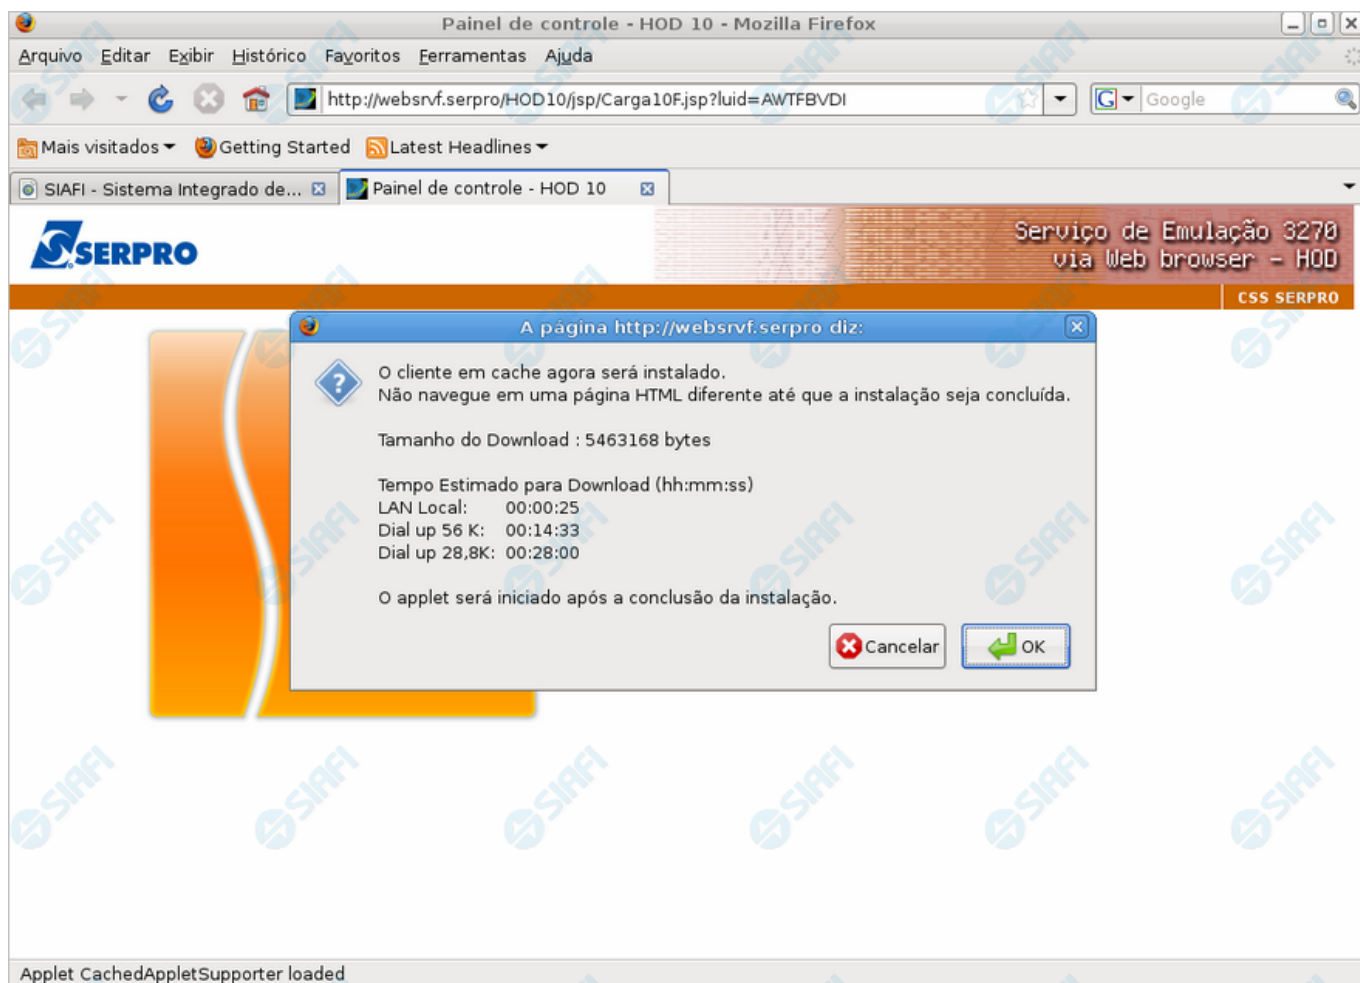 Painel de controle - HOD 10 - Mozilla Firefox
Arquivo Editar Exibir Histórico Favoritos Ferramentas Ajuda
http://websrvf.serpro/HOD10/jsp/Carga10F.jsp?luid=AWTFBVDI
G Google
Mais visitados Getting Started Latest Headlines
SIAFI - Sistema Integrado de... Painel de controle - HOD 10
SERPRO
Serviço de Emulação 3270
via Web browser - HOD
CSS SERPRO
A página http://websrvf.serpro diz:
O cliente em cache agora será instalado.
Não navegue em uma página HTML diferente até que a instalação seja concluída.
Tamanho do Download : 5463168 bytes
Tempo Estimado para Download (hh:mm:ss)
LAN Local: 00:00:25
Dial up 56 K: 00:14:33
Dial up 28,8K: 00:28:00
O applet será iniciado após a conclusão da instalação.
Cancelar OK
SIAFI SIAFI SIAFI SIAFI SIAFI SIAFI
Applet CachedAppletSupporter loaded